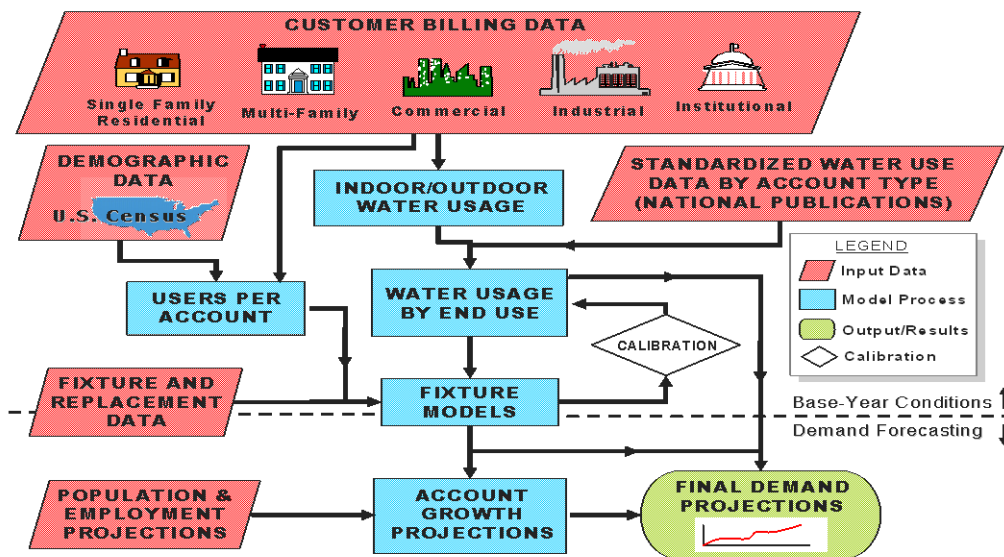 CUSTOMER BILLING DATA
Single Family
Residential
Multi-Family
Commercial
Industrial
Institutional
DEMOGRAPHIC
DATA
U.S. Census
INDOOR/OUTDOOR
WATER USAGE
STANDARDIZED WATER USE
DATA BY ACCOUNT TYPE
(NATIONAL PUBLICATIONS)
LEGEND
Input Data
Model Process
Output/Results
Calibration
USERS PER
ACCOUNT
WATER USAGE
BY END USE
CALIBRATION
FIXTURE AND
REPLACEMENT
DATA
FIXTURE
MODELS
Base-Year Conditions
Demand Forecasting
POPULATION &
EMPLOYMENT
PROJECTIONS
ACCOUNT
GROWTH
PROJECTIONS
FINAL DEMAND
PROJECTIONS